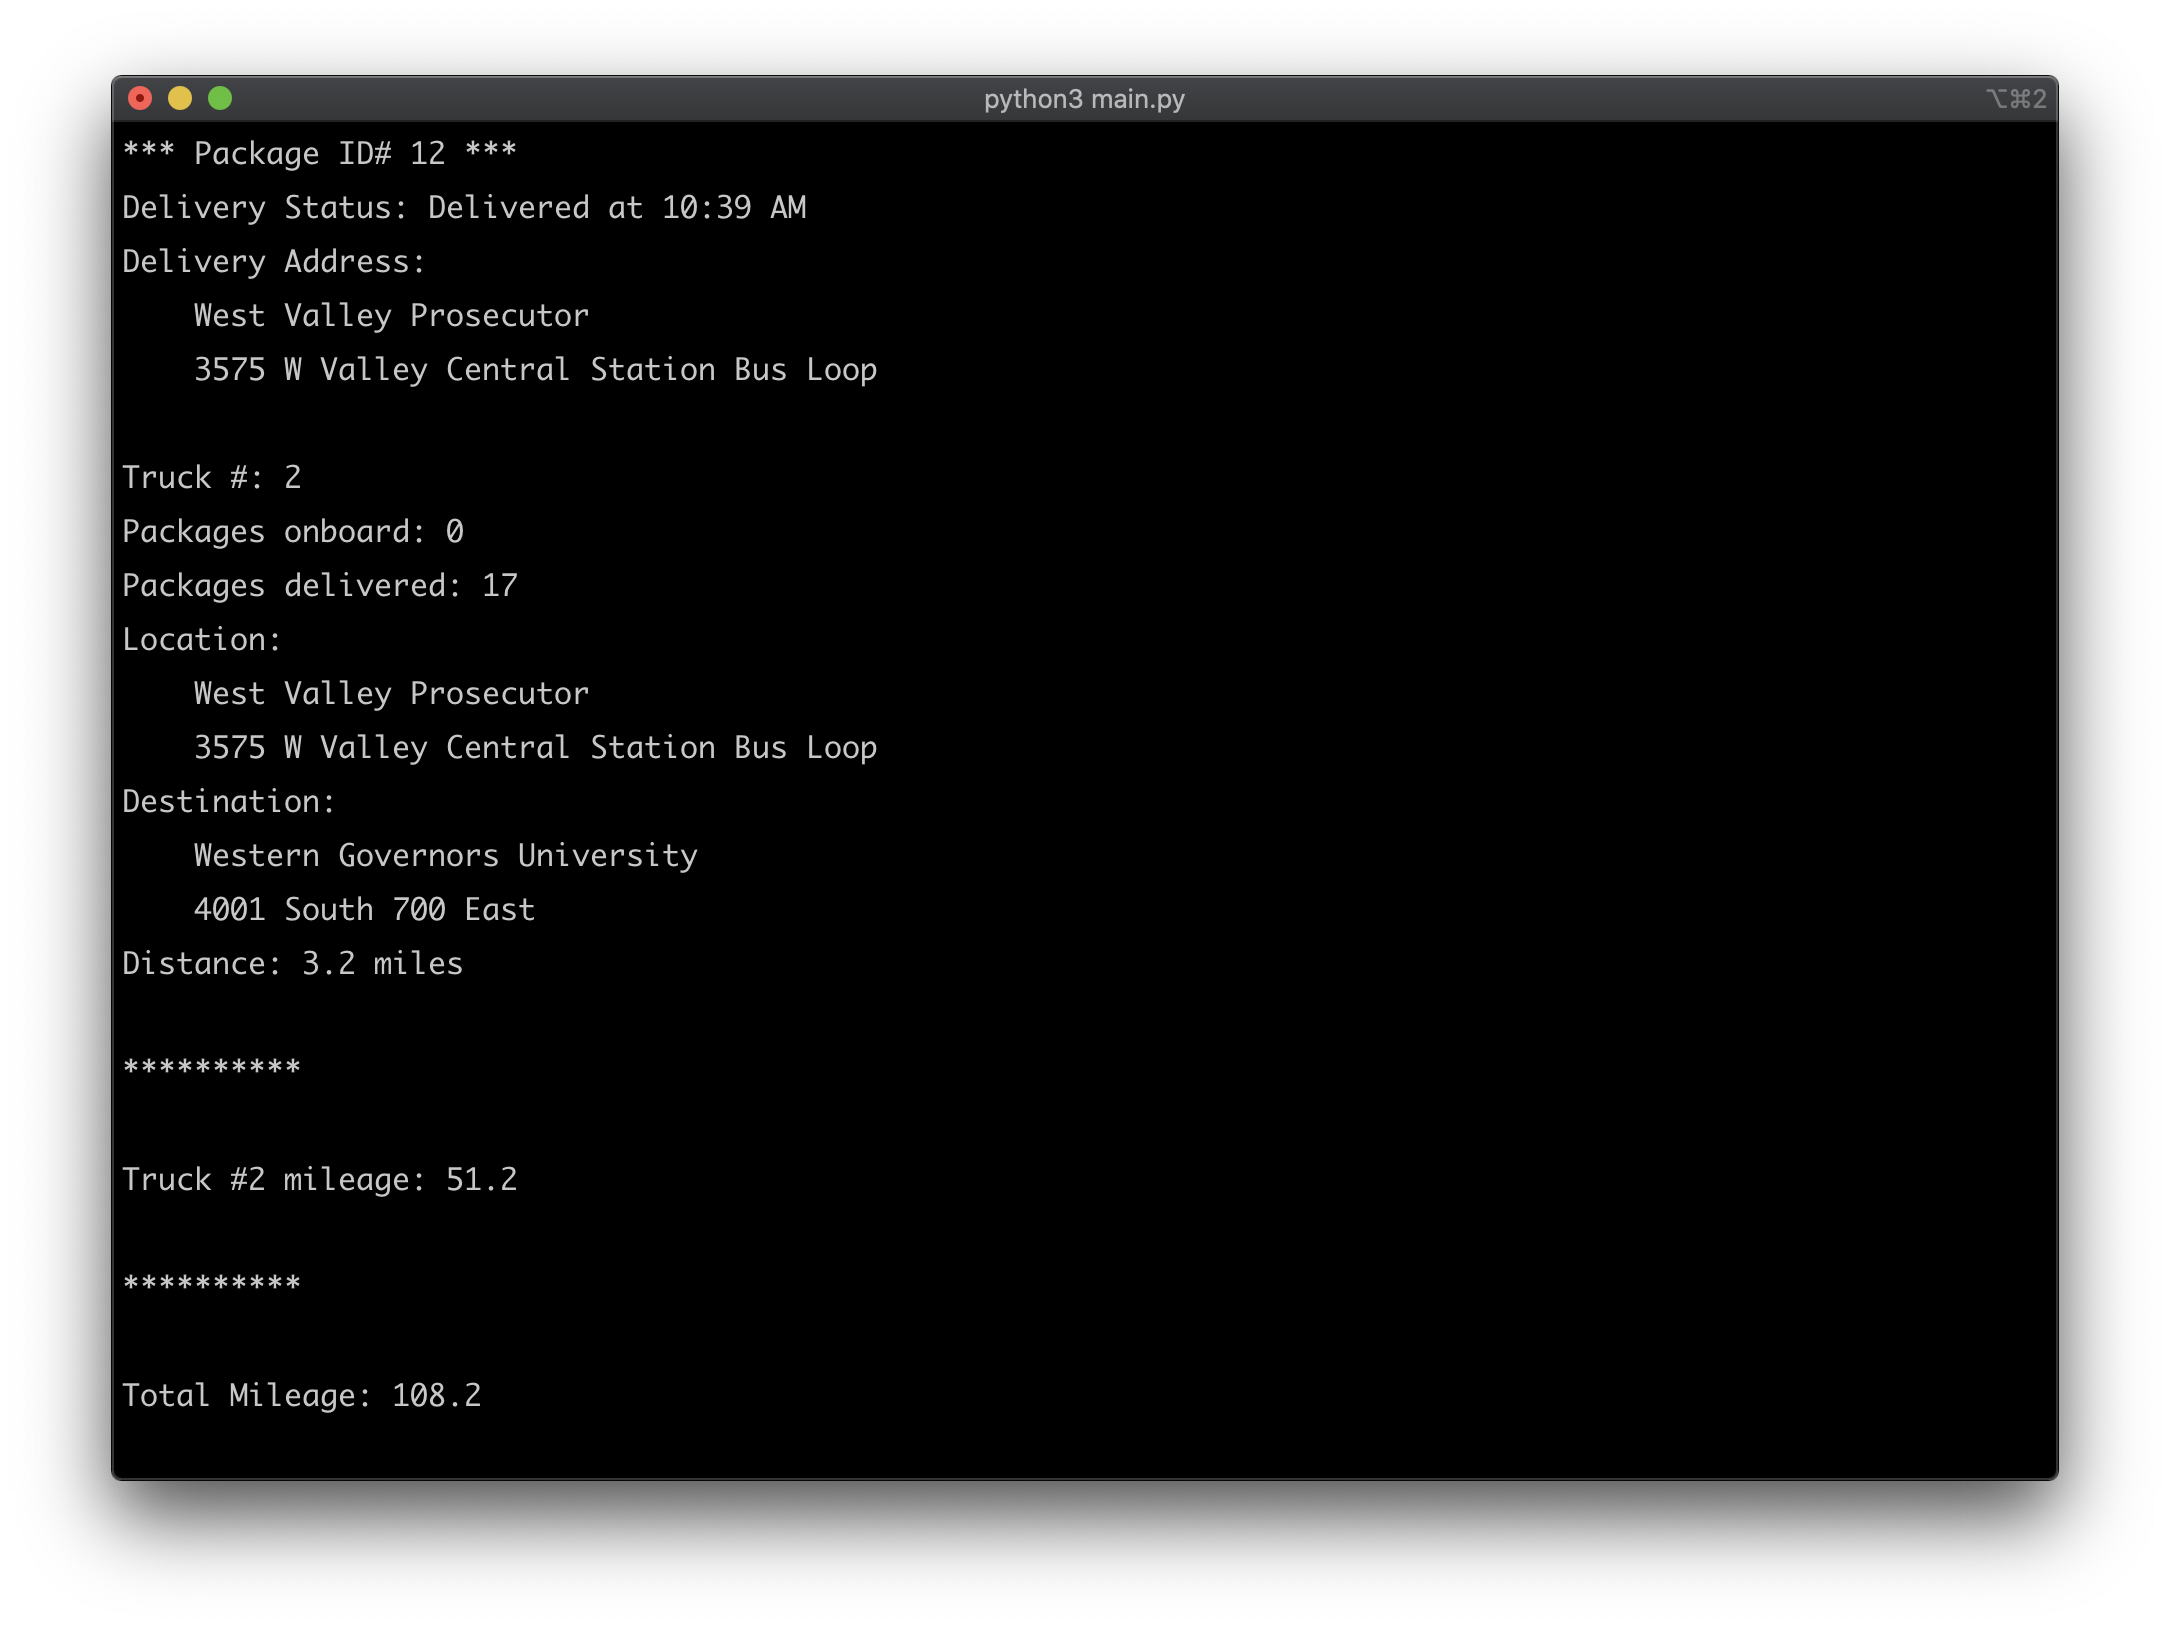 python3 main.py
⌥⌘2
*** Package ID# 12 ***
Delivery Status: Delivered at 10:39 AM
Delivery Address:
    West Valley Prosecutor
    3575 W Valley Central Station Bus Loop
Truck #: 2
Packages onboard: 0
Packages delivered: 17
Location:
    West Valley Prosecutor
    3575 W Valley Central Station Bus Loop
Destination:
    Western Governors University
    4001 South 700 East
Distance: 3.2 miles
**********
Truck #2 mileage: 51.2
**********
Total Mileage: 108.2